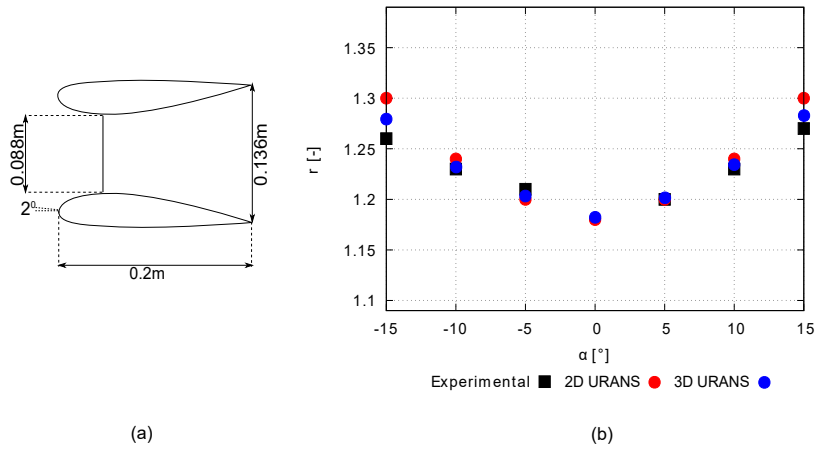 0.088m
0.136m
2⁰
0.2m
(a)
r [-]
1.35
1.3
1.25
1.2
1.15
1.1
-15 -10 -5 0 5 10 15
α [°]
Experimental 2D URANS 3D URANS
(b)